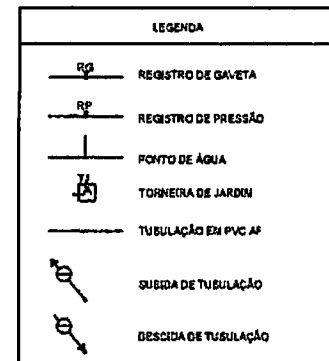 LEGENDA
RG
REGISTRO DE GAVETA
RP
REGISTRO DE PRESSÃO
PONTO DE ÁGUA
TJ
TORNEIRA DE JARDIM
TUBULAÇÃO EM PVC AF
SUBIDA DE TUBULAÇÃO
DESCIDA DE TUBULAÇÃO